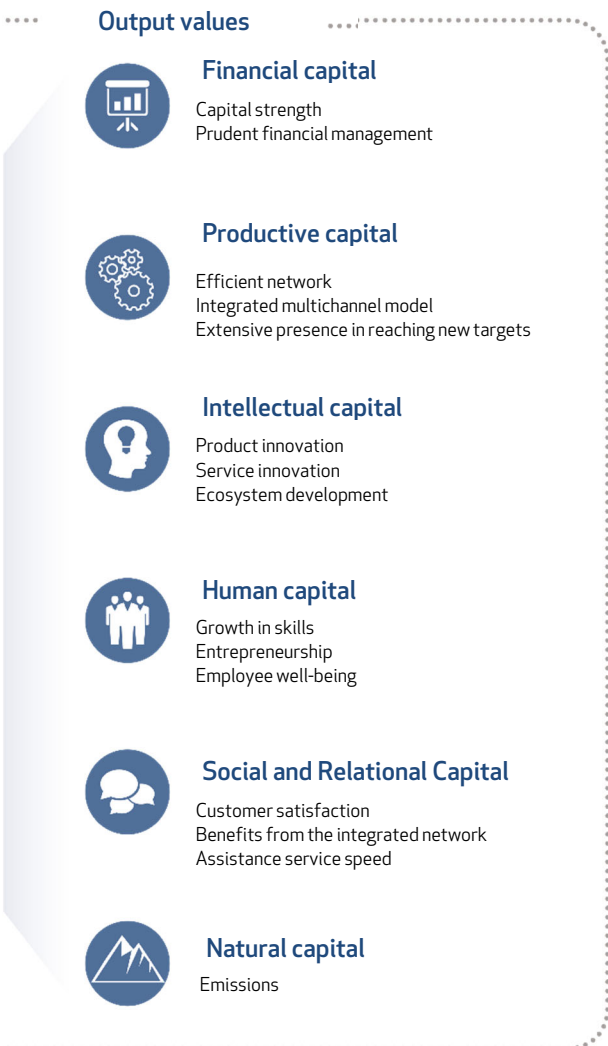 Output values
Financial capital
Capital strength
Prudent financial management
Productive capital
Efficient network
Integrated multichannel model
Extensive presence in reaching new targets
Intellectual capital
Product innovation
Service innovation
Ecosystem development
Human capital
Growth in skills
Entrepreneurship
Employee well-being
Social and Relational Capital
Customer satisfaction
Benefits from the integrated network
Assistance service speed
Natural capital
Emissions